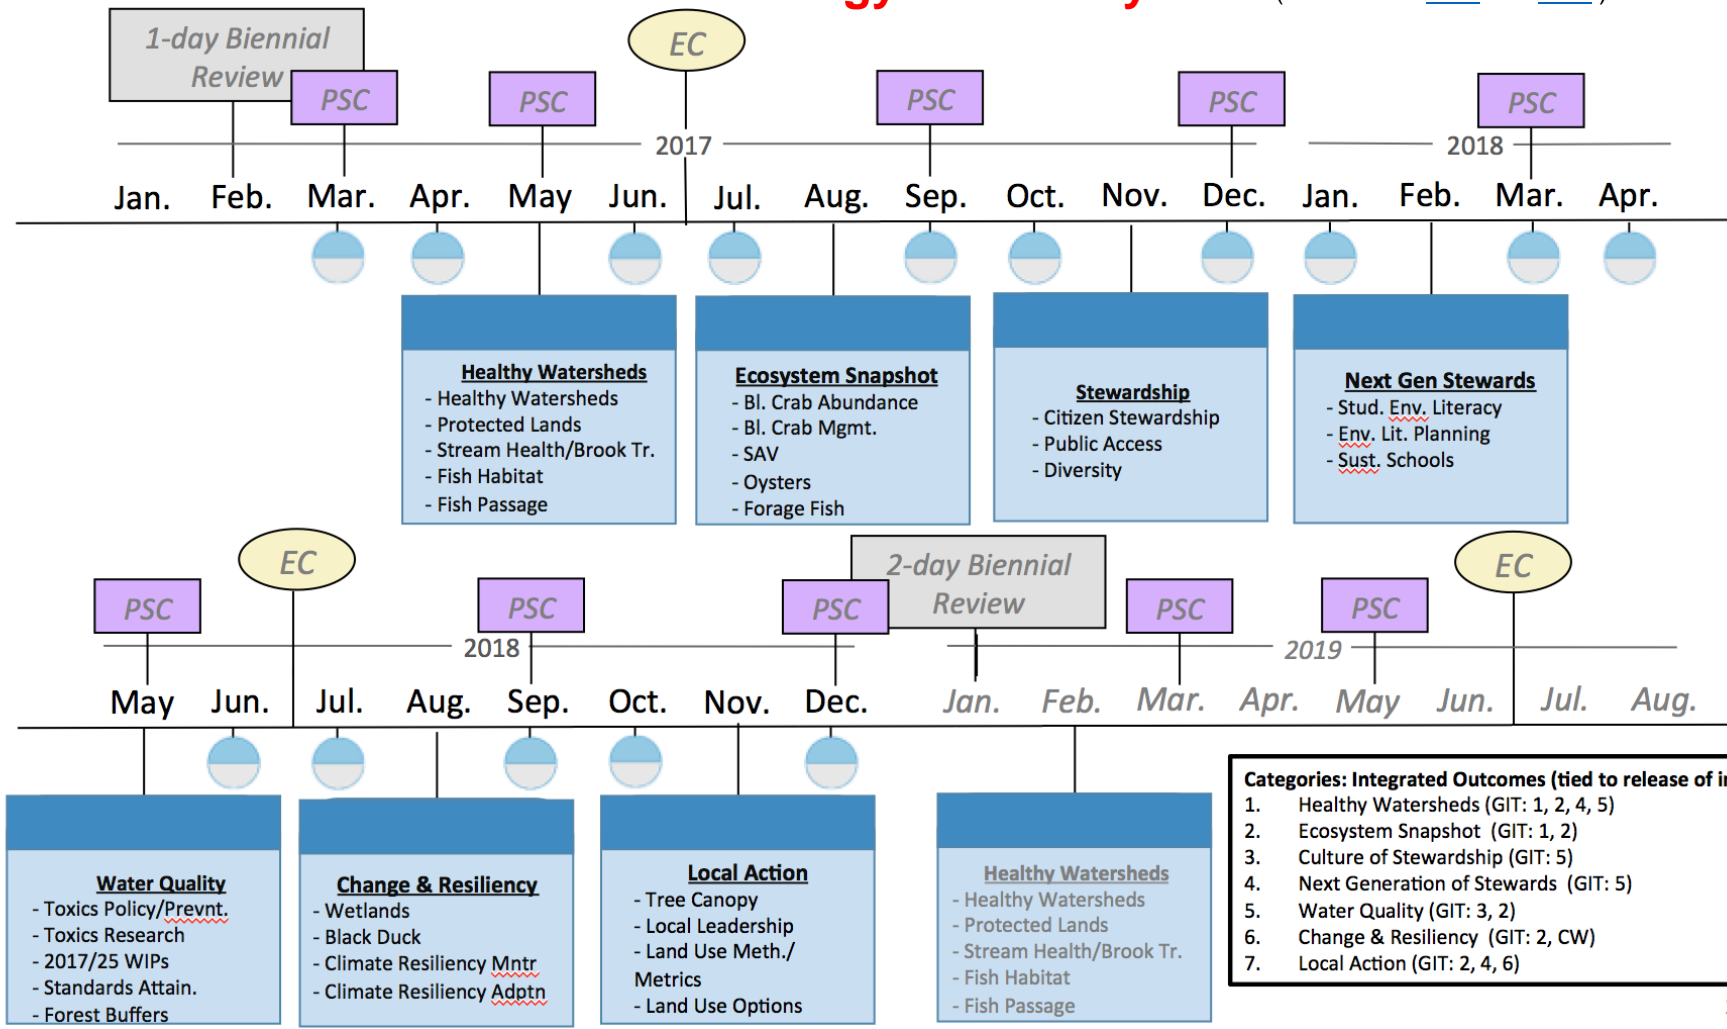 1-day Biennial
Review
EC
PSC
PSC
PSC
PSC
PSC
2017
2018
Jan.
Feb.
Mar.
Apr.
May
Jun.
Jul.
Aug.
Sep.
Oct.
Nov.
Dec.
Jan.
Feb.
Mar.
Apr.
Healthy Watersheds
- Healthy Watersheds
- Protected Lands
- Stream Health/Brook Tr.
- Fish Habitat
- Fish Passage
Ecosystem Snapshot
- Bl. Crab Abundance
- Bl. Crab Mgmt.
- SAV
- Oysters
- Forage Fish
Stewardship
- Citizen Stewardship
- Public Access
- Diversity
Next Gen Stewards
- Stud. Env. Literacy
- Env. Lit. Planning
- Sust. Schools
EC
2-day Biennial
Review
EC
PSC
PSC
PSC
PSC
PSC
2018
2019
May
Jun.
Jul.
Aug.
Sep.
Oct.
Nov.
Dec.
Jan.
Feb.
Mar.
Apr.
May
Jun.
Jul.
Aug.
Water Quality
- Toxics Policy/Prevnt.
- Toxics Research
- 2017/25 WIPs
- Standards Attain.
- Forest Buffers
Change & Resiliency
- Wetlands
- Black Duck
- Climate Resiliency Mntr
- Climate Resiliency Adptn
Local Action
- Tree Canopy
- Local Leadership
- Land Use Meth./
Metrics
- Land Use Options
Healthy Watersheds
- Healthy Watersheds
- Protected Lands
- Stream Health/Brook Tr.
- Fish Habitat
- Fish Passage
Categories: Integrated Outcomes (tied to release of
1. Healthy Watersheds (GIT: 1, 2, 4, 5)
2. Ecosystem Snapshot (GIT: 1, 2)
3. Culture of Stewardship (GIT: 5)
4. Next Generation of Stewards (GIT: 5)
5. Water Quality (GIT: 3, 2)
6. Change & Resiliency (GIT: 2, CW)
7. Local Action (GIT: 2, 4, 6)